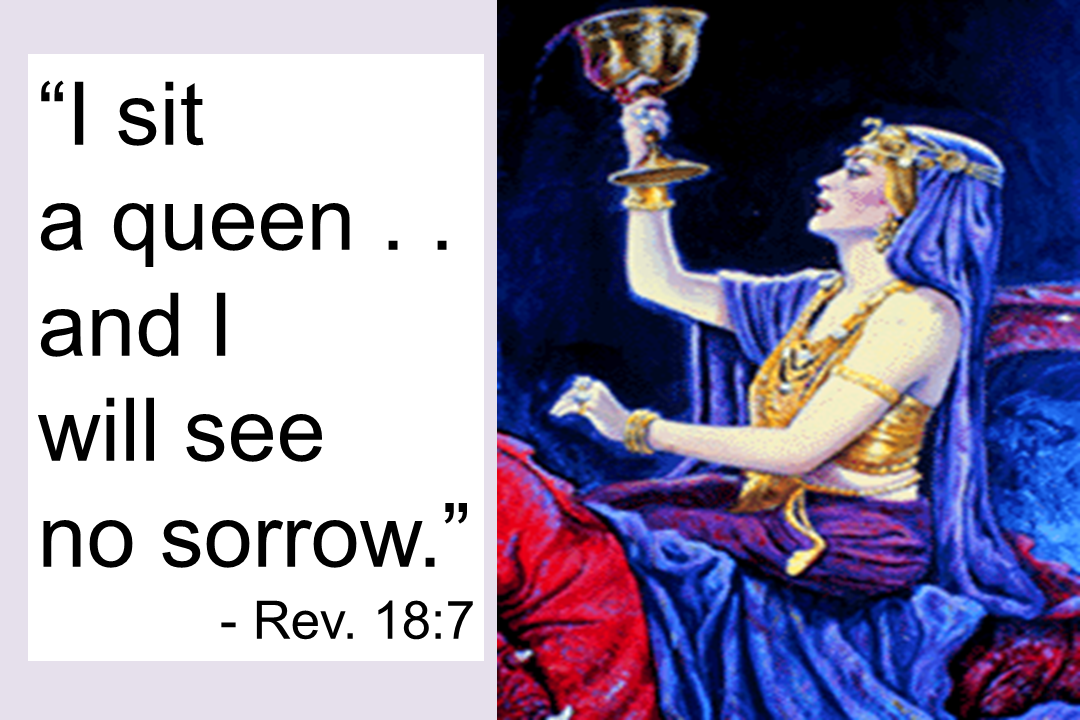 “I sit
a queen . .
and I
will see
no sorrow.”
- Rev. 18:7